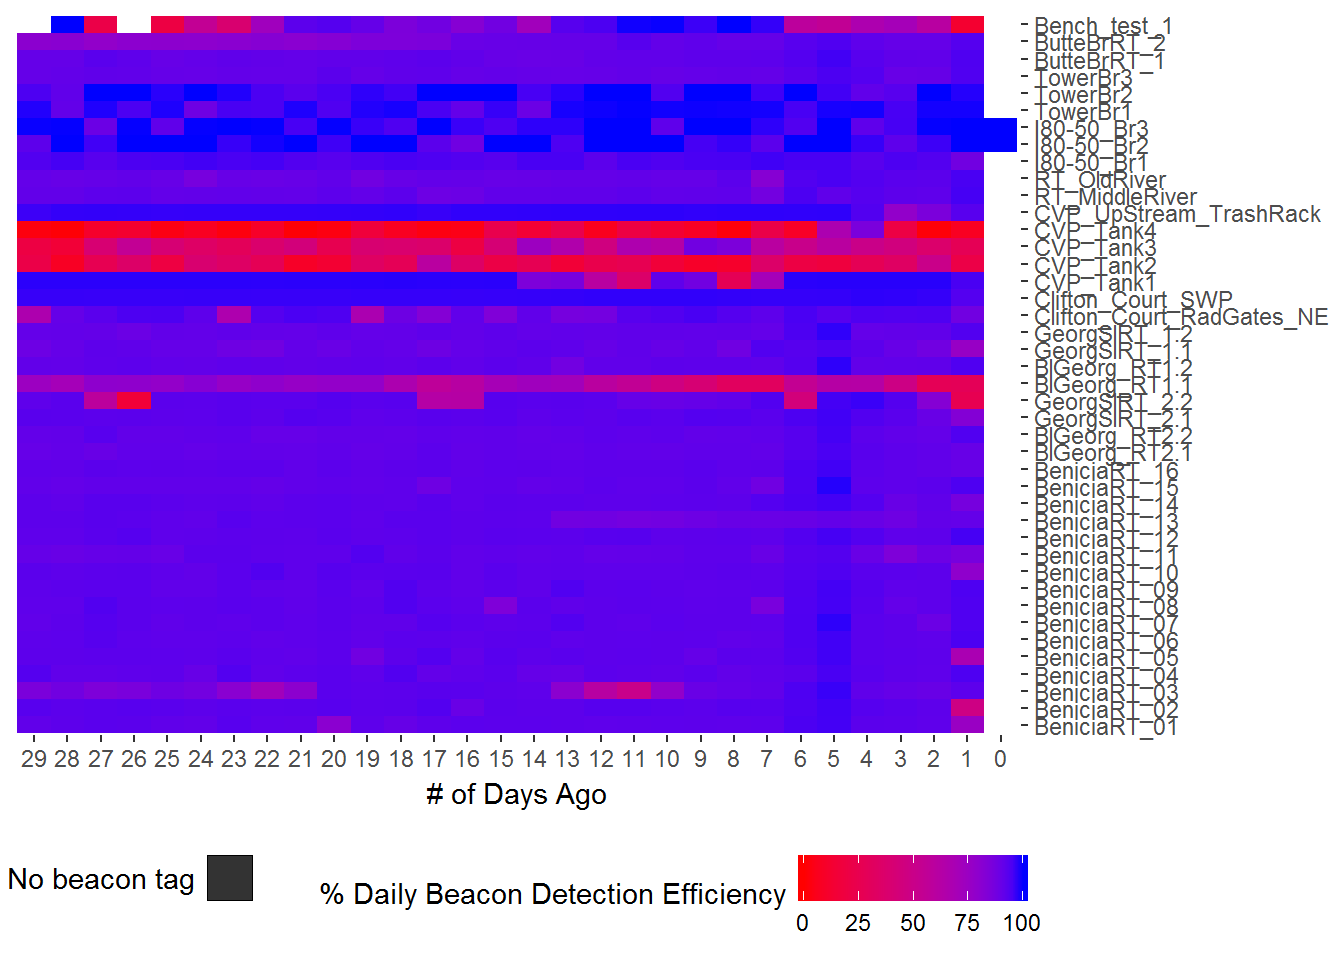 Bench_test_1
ButteBrRT_2
ButteBrRT_1
TowerBr3
TowerBr2
TowerBr1
I80-50_Br3
I80-50_Br2
I80-50_Br1
RT_OldRiver
RT_MiddleRiver
CVP_UpStream_TrashRack
CVP_Tank4
CVP_Tank3
CVP_Tank2
CVP_Tank1
Clifton_Court_SWP
Clifton_Court_RadGates_NE
GeorgSlRT_1.2
GeorgSlRT_1.1
BlGeorg_RT1.2
BlGeorg_RT1.1
GeorgSlRT_2.2
GeorgSlRT_2.1
BlGeorg_RT2.2
BlGeorg_RT2.1
BeniciaRT_16
BeniciaRT_15
BeniciaRT_14
BeniciaRT_13
BeniciaRT_12
BeniciaRT_11
BeniciaRT_10
BeniciaRT_09
BeniciaRT_08
BeniciaRT_07
BeniciaRT_06
BeniciaRT_05
BeniciaRT_04
BeniciaRT_03
BeniciaRT_02
BeniciaRT_01
29 28 27 26 25 24 23 22 21 20 19 18 17 16 15 14 13 12 11 10 9 8 7 6 5 4 3 2 1 0
# of Days Ago
No beacon tag
% Daily Beacon Detection Efficiency
0 25 50 75 100